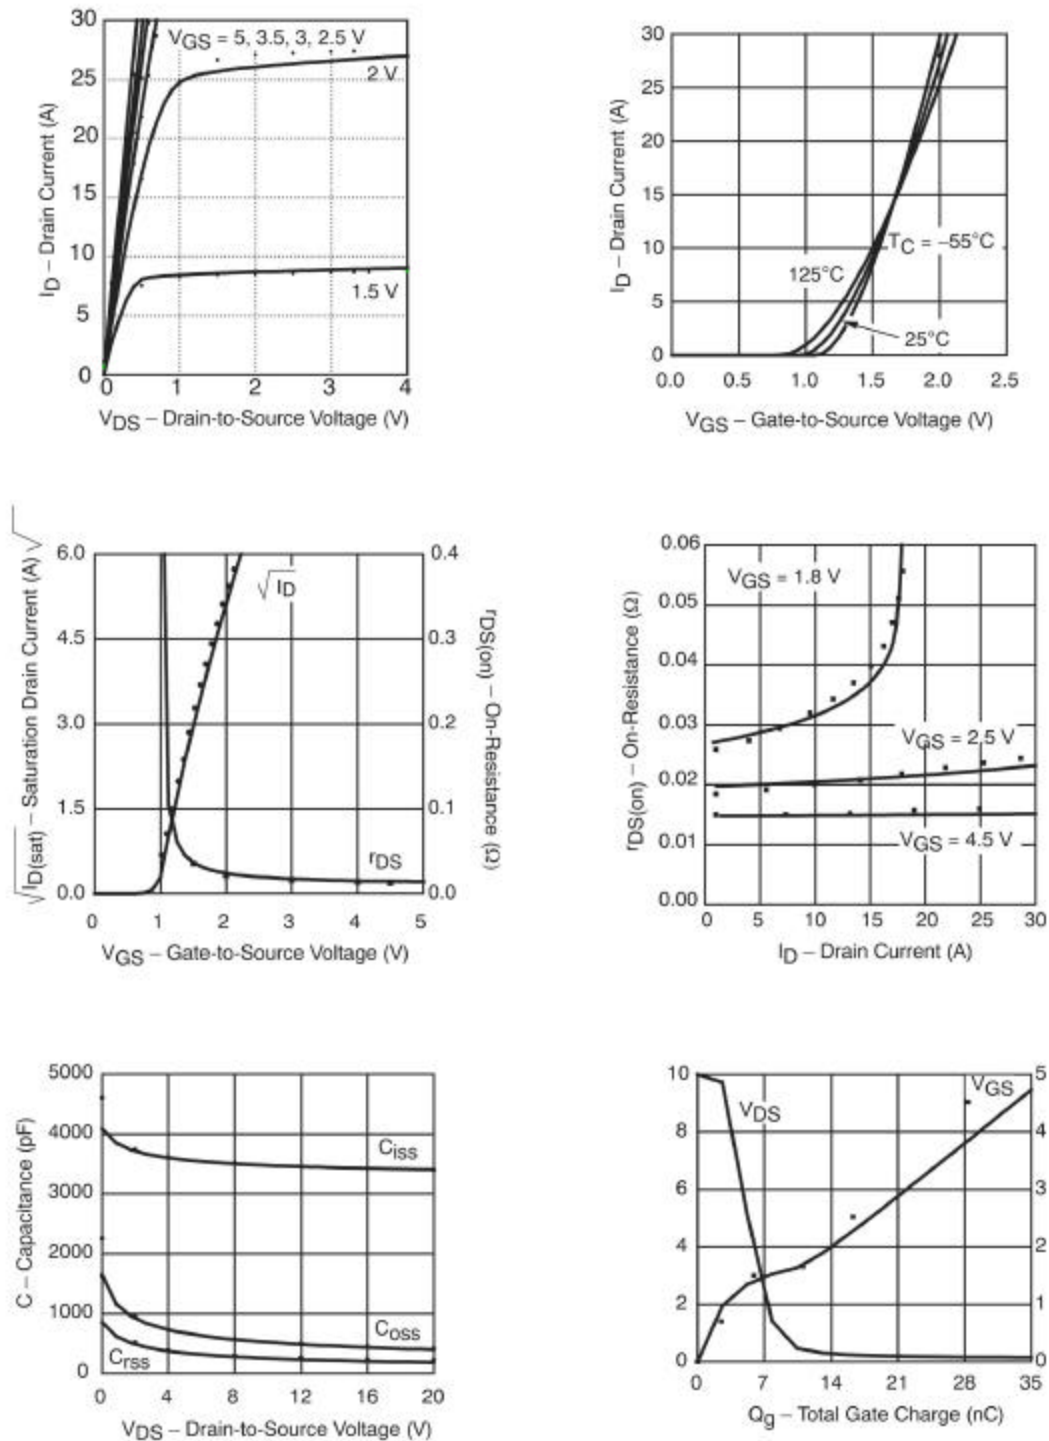 30
25
20
15
10
5
0
ID – Drain Current (A)
VGS = 5, 3.5, 3, 2.5 V
2 V
1.5 V
0 1 2 3 4
VDS – Drain-to-Source Voltage (V)
30
25
20
15
10
5
0
ID – Drain Current (A)
TC = –55°C
125°C
25°C
0.0 0.5 1.0 1.5 2.0 2.5
VGS – Gate-to-Source Voltage (V)
√ID(sat) – Saturation Drain Current (A)
6.0
4.5
3.0
1.5
0.0
√ID
rDS
0.4
0.3
0.2
0.1
0.0
rDS(on) – On-Resistance (Ω)
0 1 2 3 4 5
VGS – Gate-to-Source Voltage (V)
rDS(on) – On-Resistance (Ω)
0.06
0.05
0.04
0.03
0.02
0.01
0.00
VGS = 1.8 V
VGS = 2.5 V
VGS = 4.5 V
0 5 10 15 20 25 30
ID – Drain Current (A)
C – Capacitance (pF)
5000
4000
3000
2000
1000
0
Ciss
Coss
Crss
0 4 8 12 16 20
VDS – Drain-to-Source Voltage (V)
10
8
6
4
2
0
VDS
VGS
5
4
3
2
1
0
0 7 14 21 28 35
Qg – Total Gate Charge (nC)